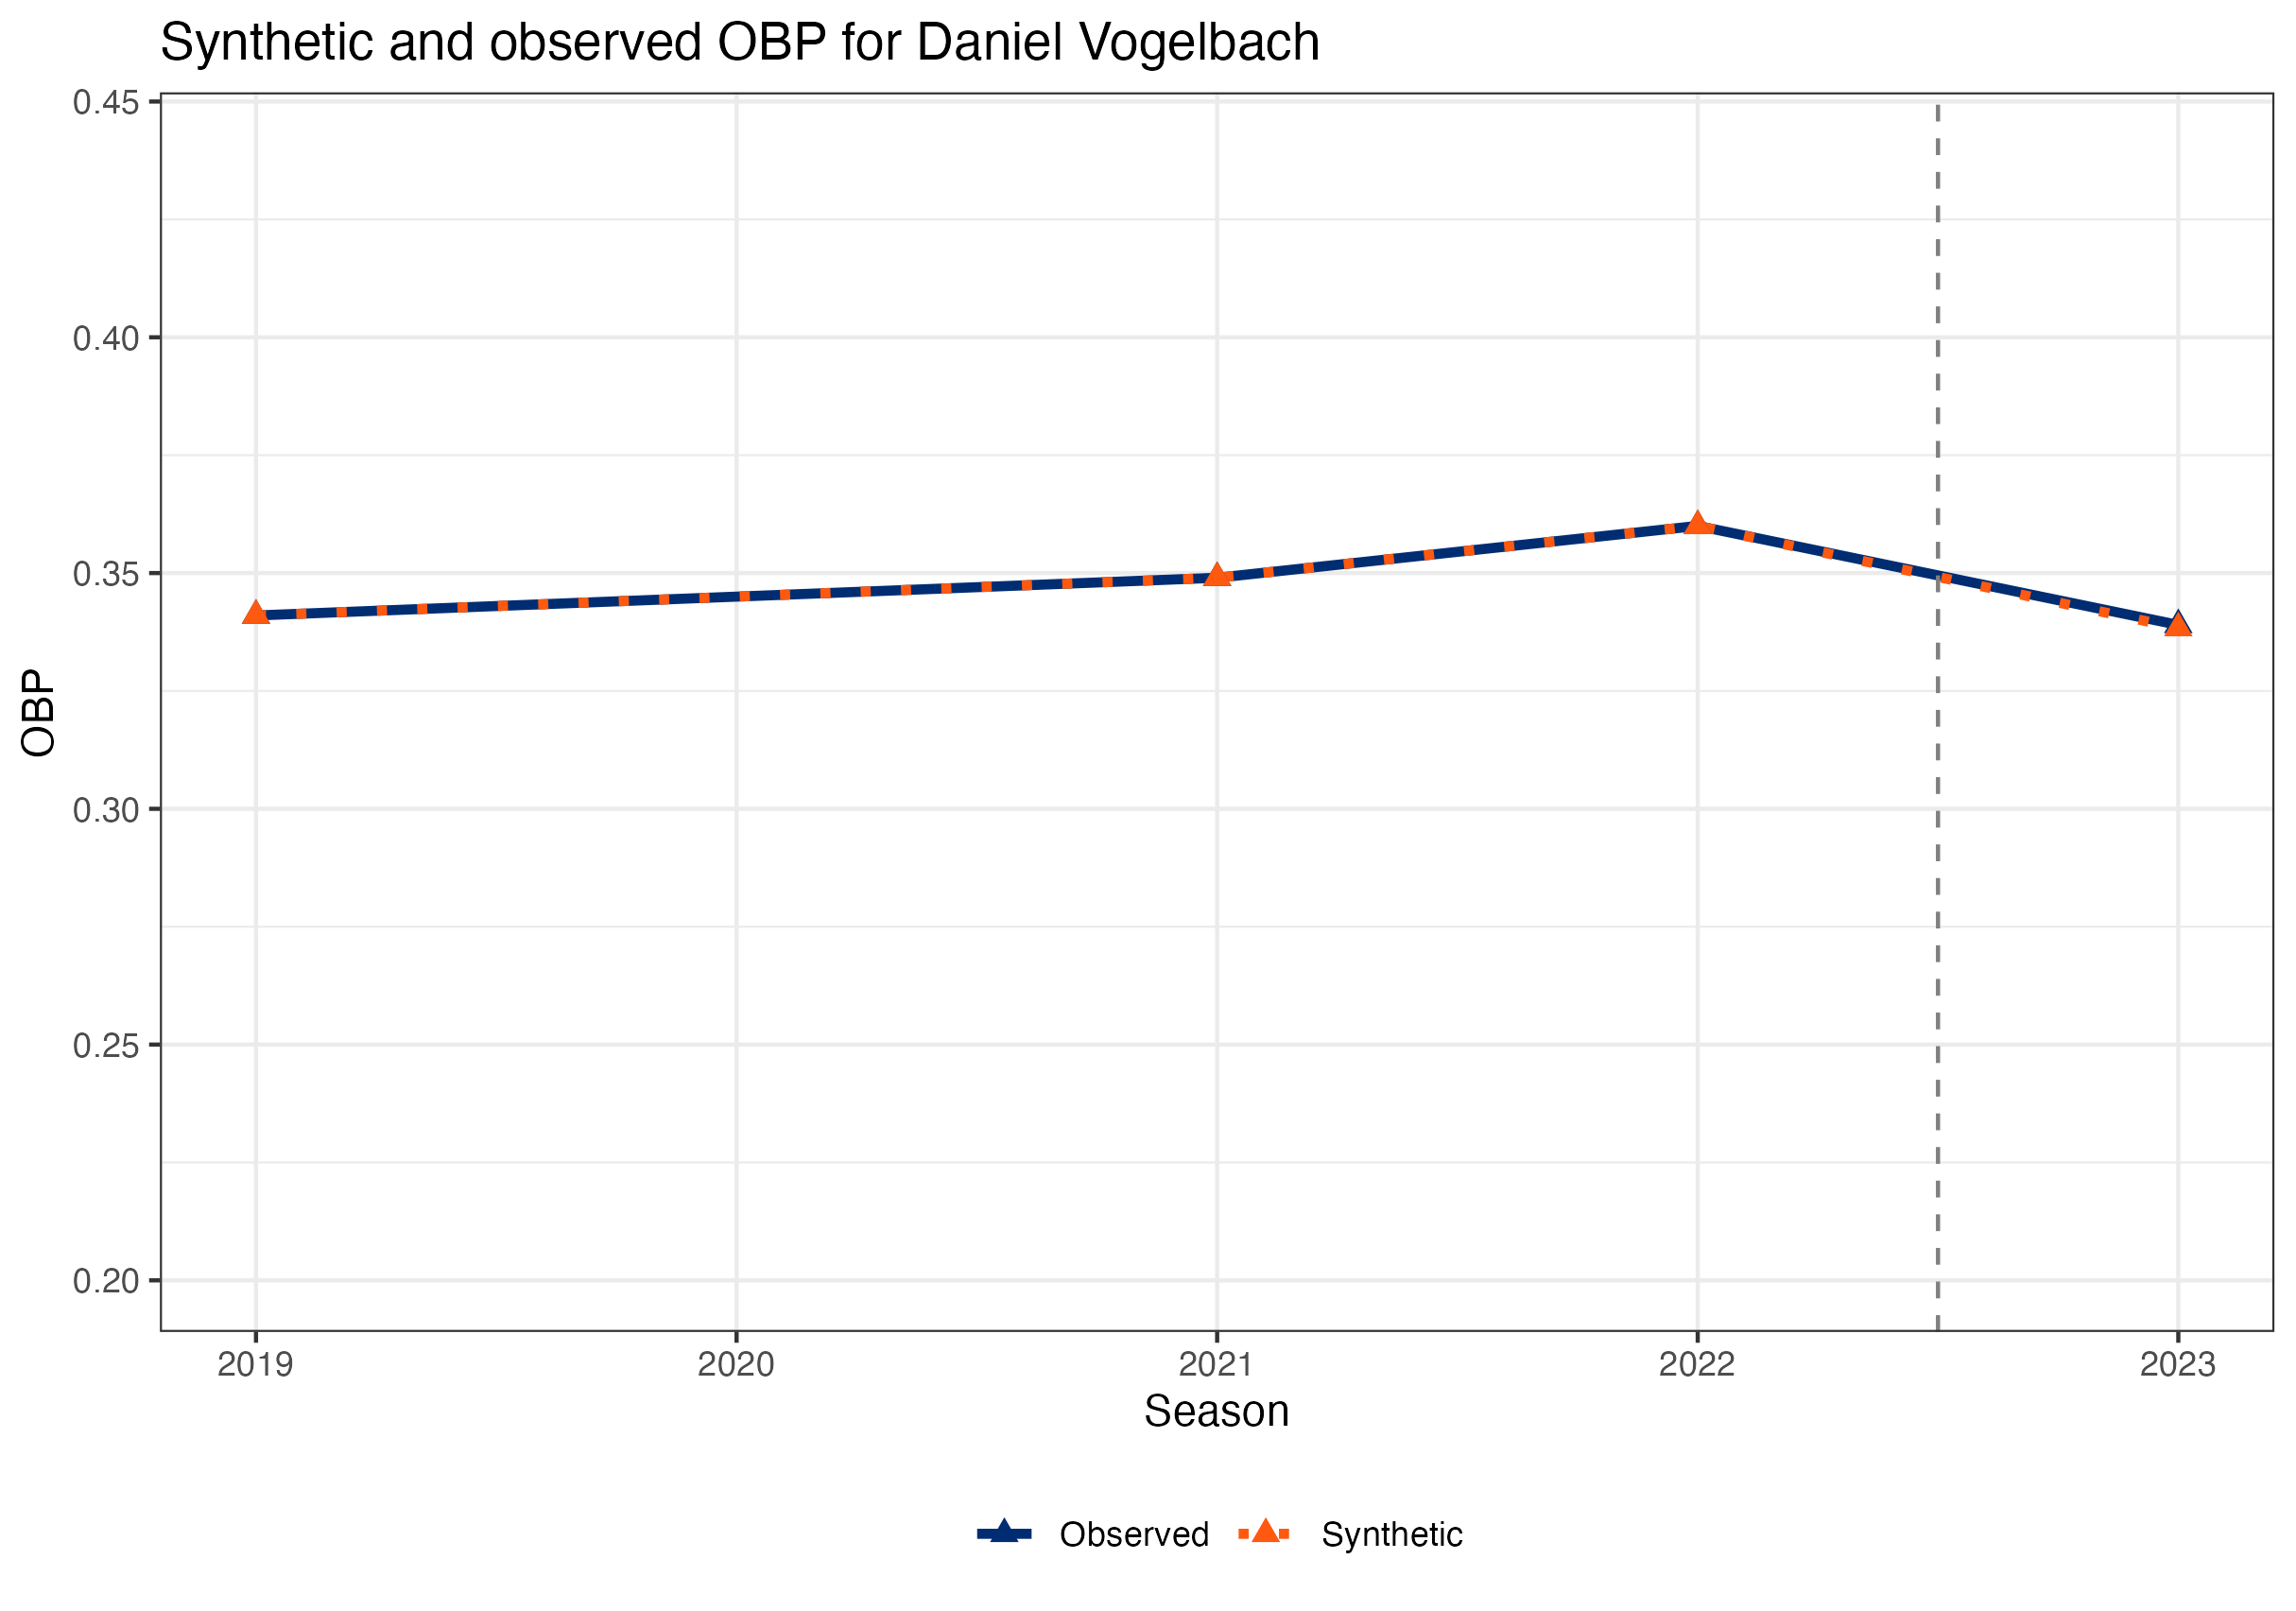 Synthetic and observed OBP for Daniel Vogelbach
0.45
0.40
0.35
0.30
0.25
0.20
OBP
2019 2020 2021 2022 2023
Season
Observed Synthetic